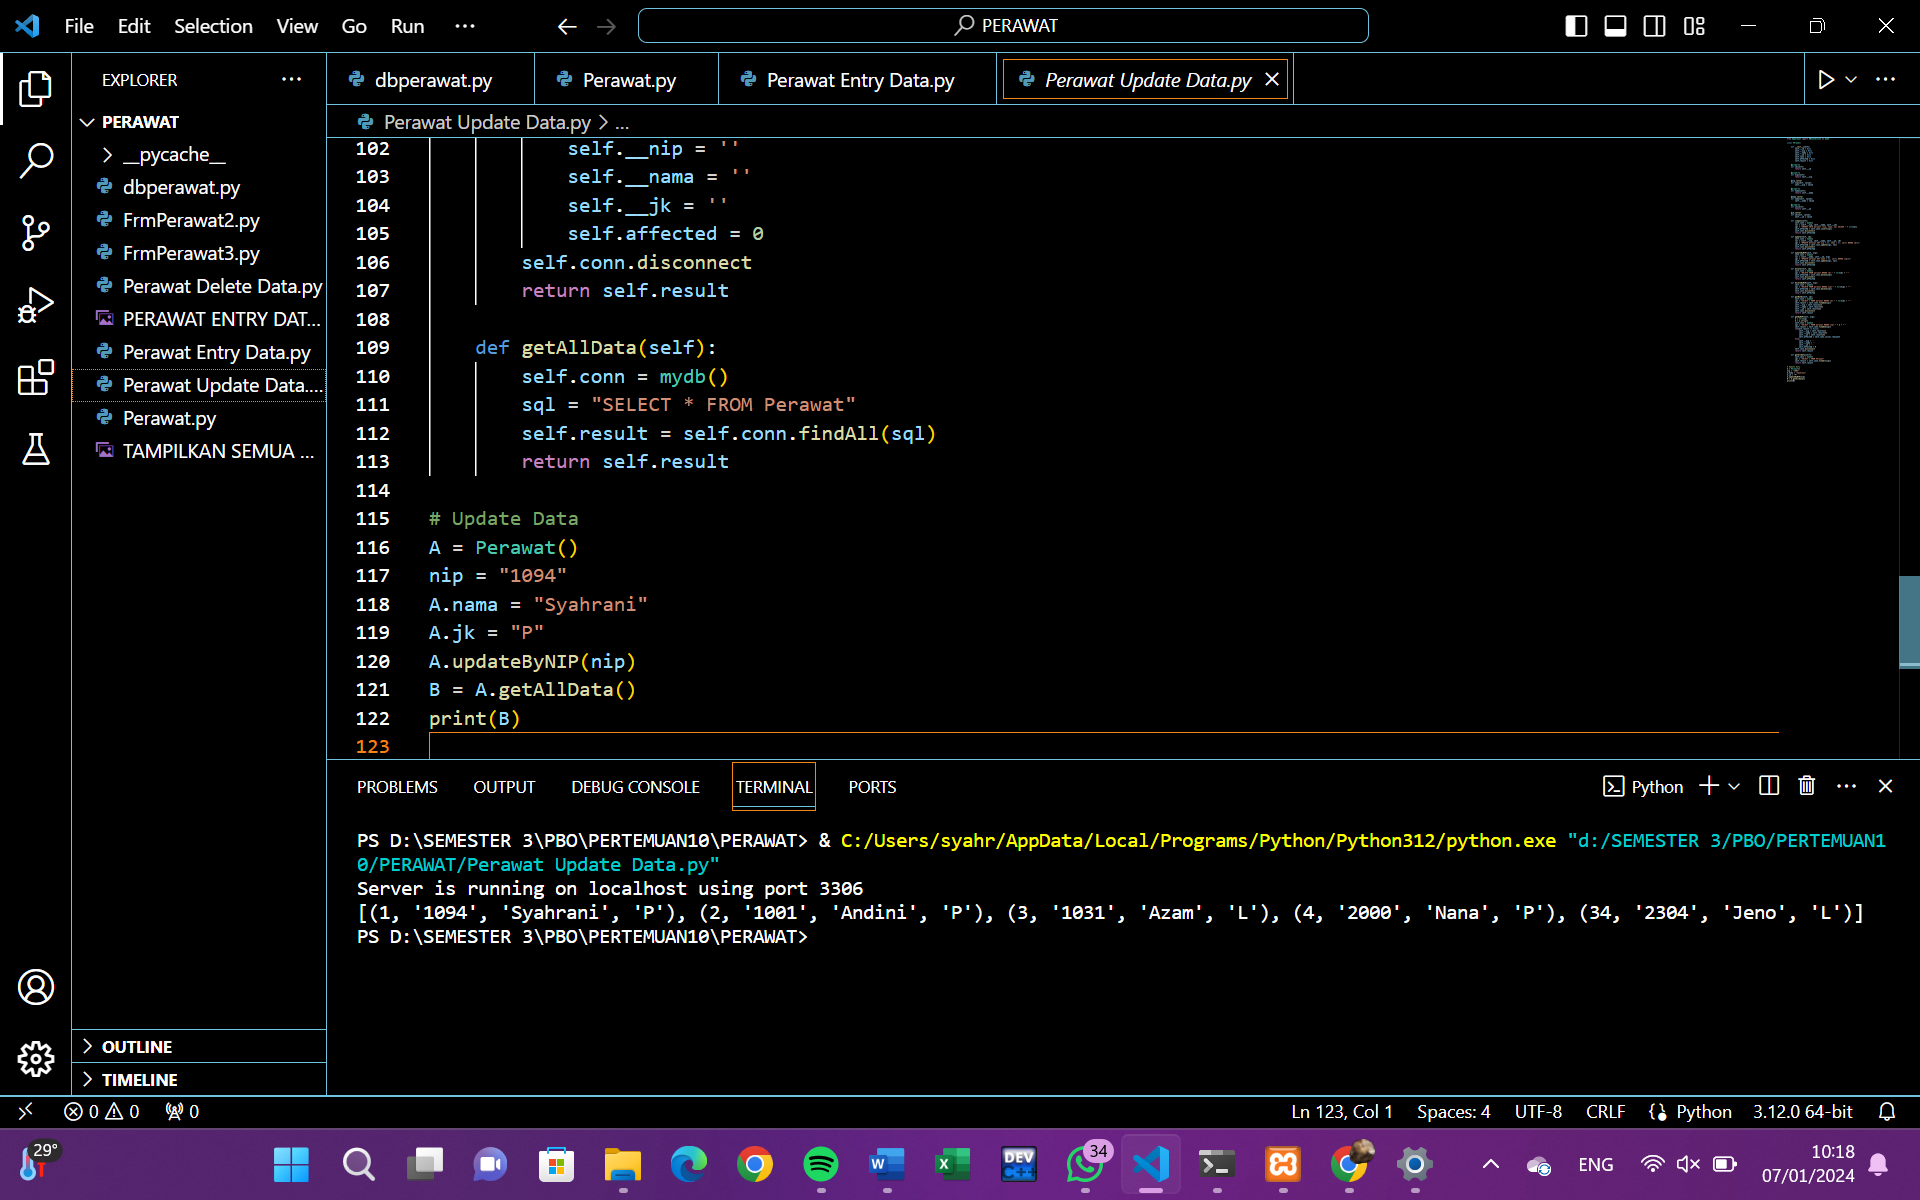 File Edit Selection View Go Run ···
PERAWAT
EXPLORER
PERAWAT
__pycache__
dbperawat.py
FrmPerawat2.py
FrmPerawat3.py
Perawat Delete Data.py
PERAWAT ENTRY DAT...
Perawat Entry Data.py
Perawat Update Data....
Perawat.py
TAMPILKAN SEMUA ...
OUTLINE
TIMELINE
dbperawat.py Perawat.py Perawat Entry Data.py Perawat Update Data.py
Perawat Update Data.py > ...
102 self.__nip = ''
103 self.__nama = ''
104 self.__jk = ''
105 self.affected = 0
106 self.conn.disconnect
107 return self.result
108
109 def getAllData(self):
110 self.conn = mydb()
111 sql = "SELECT * FROM Perawat"
112 self.result = self.conn.findAll(sql)
113 return self.result
114
115 # Update Data
116 A = Perawat()
117 nip = "1094"
118 A.nama = "Syahrani"
119 A.jk = "P"
120 A.updateByNIP(nip)
121 B = A.getAllData()
122 print(B)
123
PROBLEMS OUTPUT DEBUG CONSOLE TERMINAL PORTS
Python
PS D:\SEMESTER 3\PBO\PERTEMUAN10\PERAWAT> & C:/Users/syahr/AppData/Local/Programs/Python/Python312/python.exe "d:/SEMESTER 3/PBO/PERTEMUAN1
0/PERAWAT/Perawat Update Data.py"
Server is running on localhost using port 3306
[(1, '1094', 'Syahrani', 'P'), (2, '1001', 'Andini', 'P'), (3, '1031', 'Azam', 'L'), (4, '2000', 'Nana', 'P'), (34, '2304', 'Jeno', 'L')]
PS D:\SEMESTER 3\PBO\PERTEMUAN10\PERAWAT>
0 0 0
Ln 123, Col 1 Spaces: 4 UTF-8 CRLF Python 3.12.0 64-bit
29°
DEV C++
34
ENG
10:18
07/01/2024